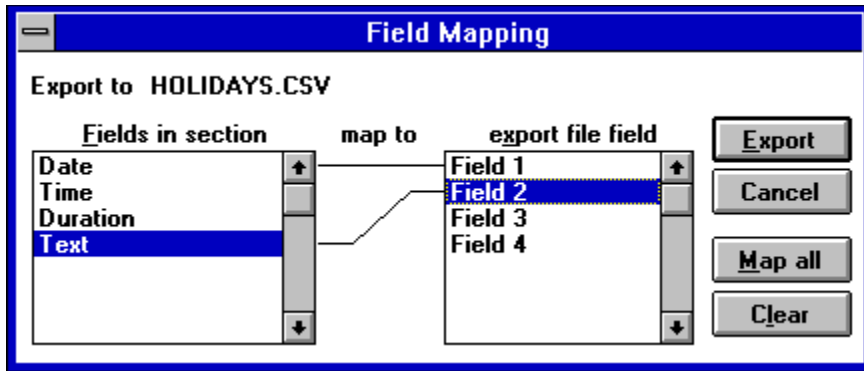 Field Mapping
Export to HOLIDAYS.CSV
Fields in section map to export file field
Date
Time
Duration
Text
Field 1
Field 2
Field 3
Field 4
Export
Cancel
Map all
Clear